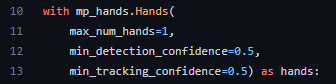 10 with mp_hands.Hands(
11 max_num_hands=1,
12 min_detection_confidence=0.5,
13 min_tracking_confidence=0.5) as hands: